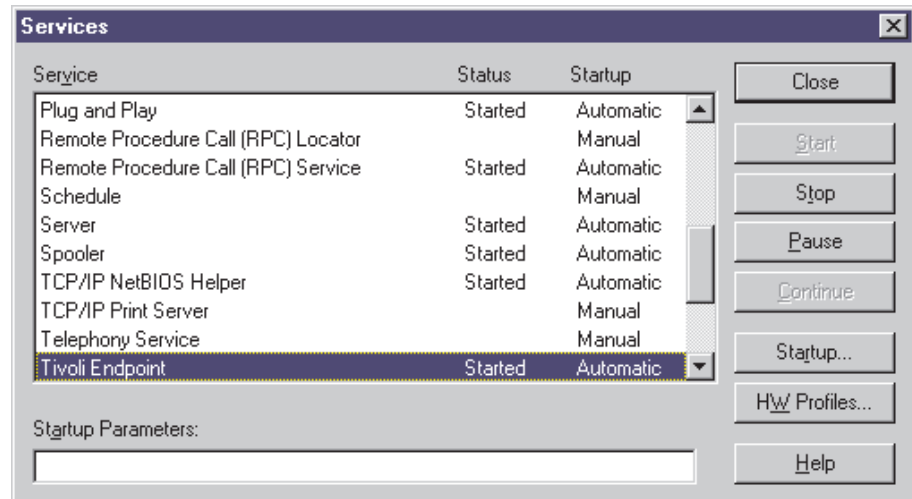 Services
Service Status Startup
Plug and Play Started Automatic
Remote Procedure Call (RPC) Locator Manual
Remote Procedure Call (RPC) Service Started Automatic
Schedule Manual
Server Started Automatic
Spooler Started Automatic
TCP/IP NetBIOS Helper Started Automatic
TCP/IP Print Server Manual
Telephony Service Manual
Tivoli Endpoint Started Automatic
Startup Parameters:
Close
Start
Stop
Pause
Continue
Startup...
HW Profiles...
Help